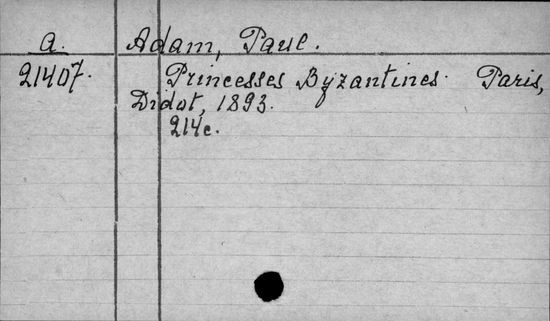 a. Adam, Paul.
21407. Princesses Byzantines. Paris,
Didot, 1893.
214c.